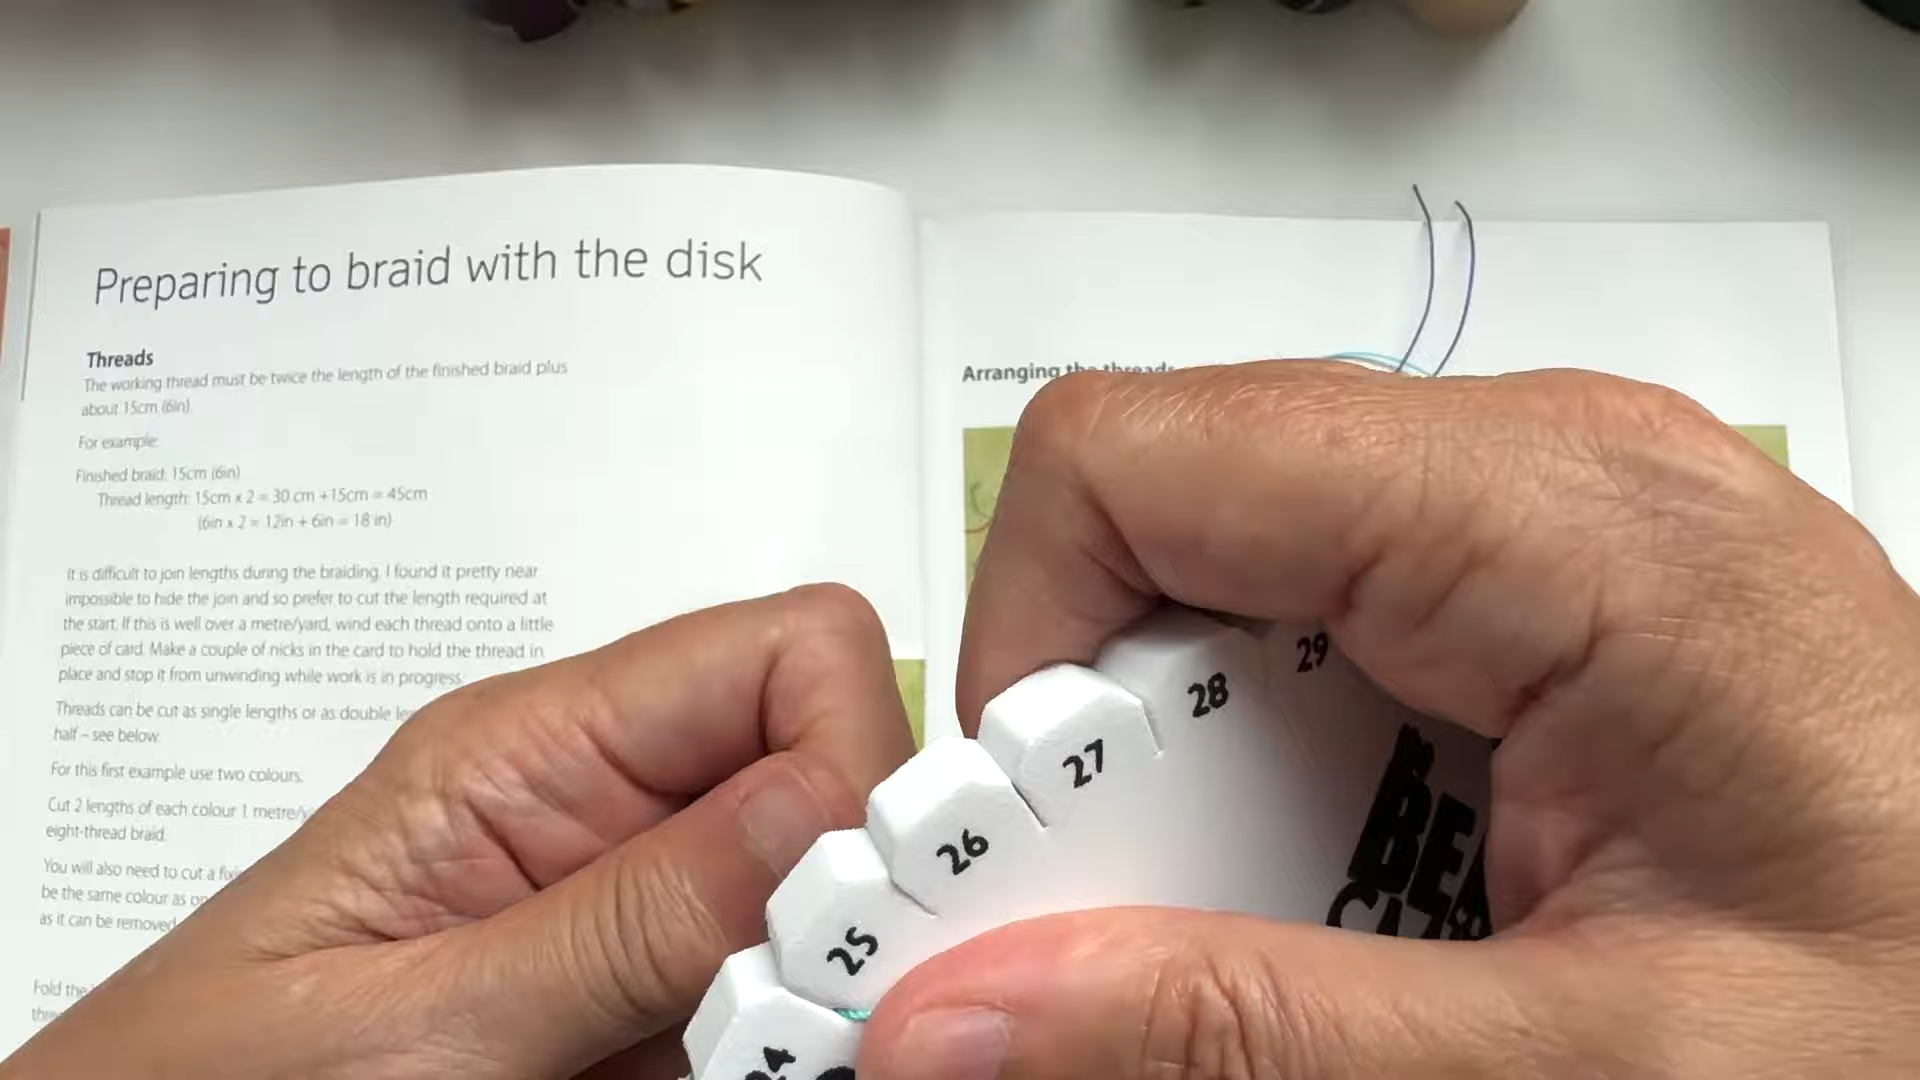 Preparing to braid with the disk
Threads
The working thread must be twice the length of the finished braid plus
about 15cm (6in).
For example:
Finished braid: 15cm (6in)
Thread length: 15cm x 2 = 30 cm +15cm = 45cm
(6in x 2 = 12in + 6in = 18 in)
It is difficult to join lengths during the braiding. I found it pretty near
impossible to hide the join and so prefer to cut the length required at
the start. If this is well over a metre/yard, wind each thread onto a little
piece of card. Make a couple of nicks in the card to hold the thread in
place and stop it from unwinding while work is in progress.
Threads can be cut as single lengths or as double
half – see below.
For this first example use two colours.
Cut 2 lengths of each colour 1 metre/
eight-thread braid.
You will also need to cut a
be the same colour as
as it can be removed
Fold the
Arranging the threads
24
25
26
27
28
29
the